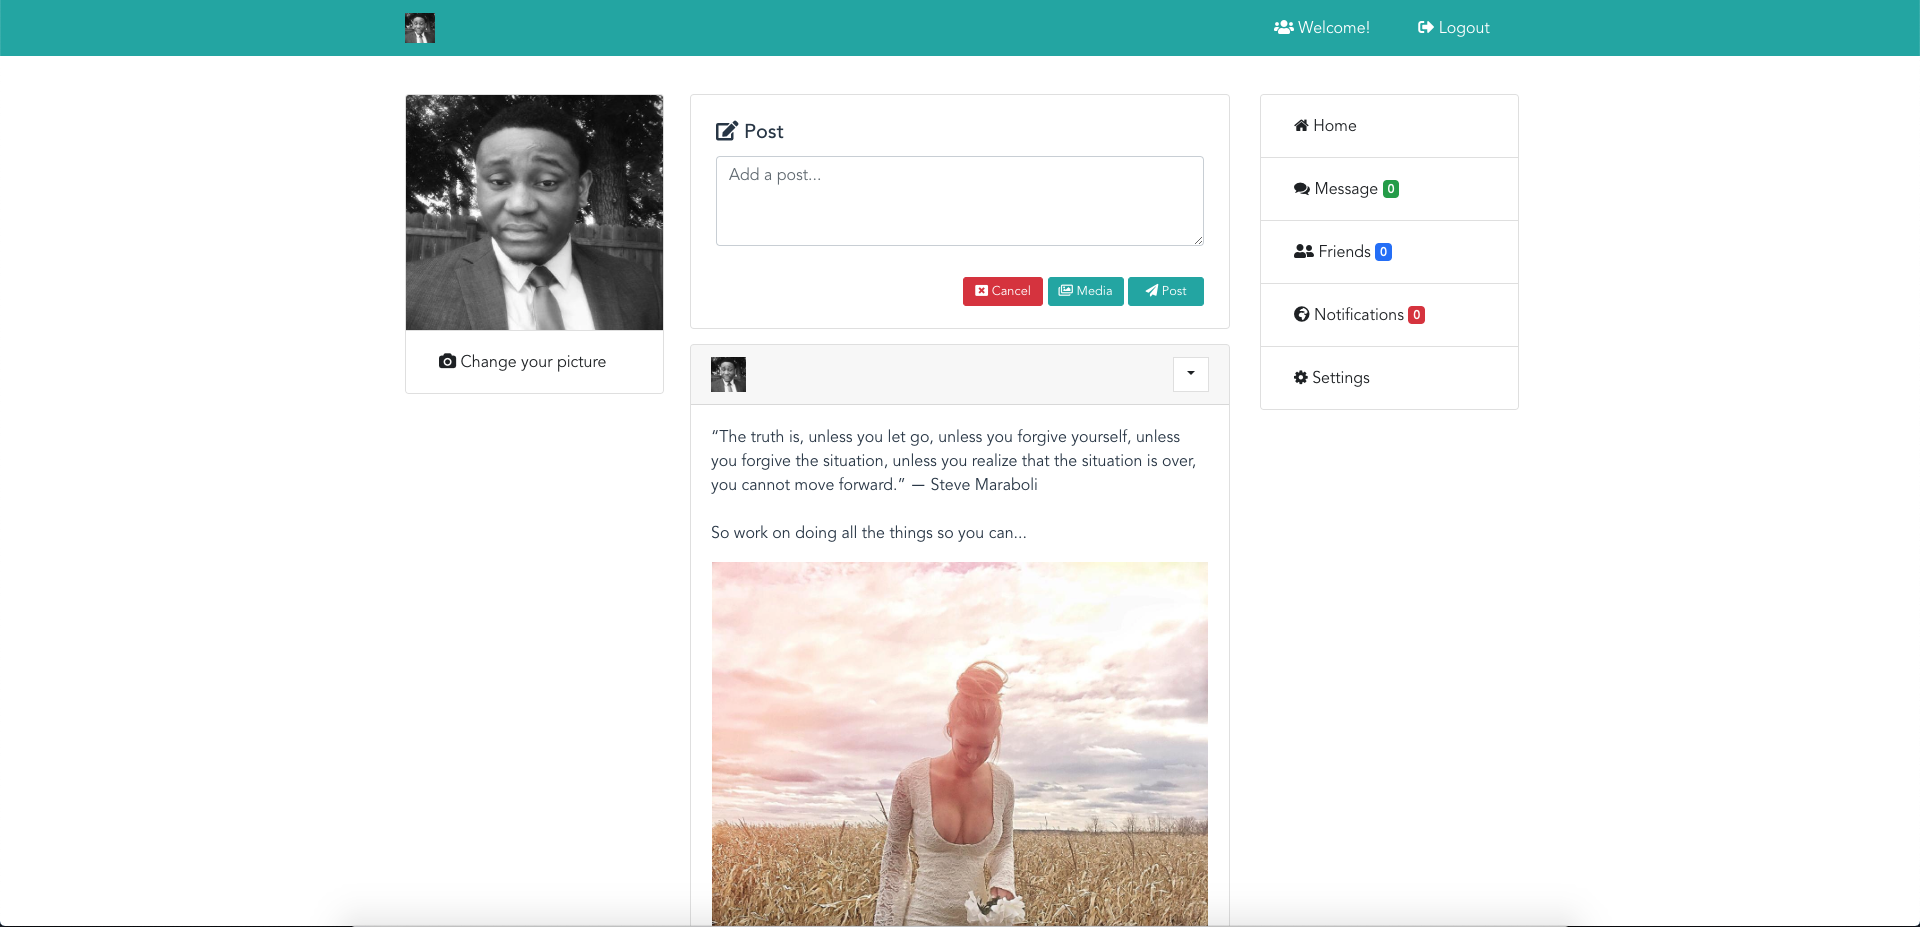 Welcome!
Logout
Change your picture
Post
Add a post...
Cancel
Media
Post
“The truth is, unless you let go, unless you forgive yourself, unless
you forgive the situation, unless you realize that the situation is over,
you cannot move forward.” — Steve Maraboli
So work on doing all the things so you can...
Home
Message 0
Friends 0
Notifications 0
Settings